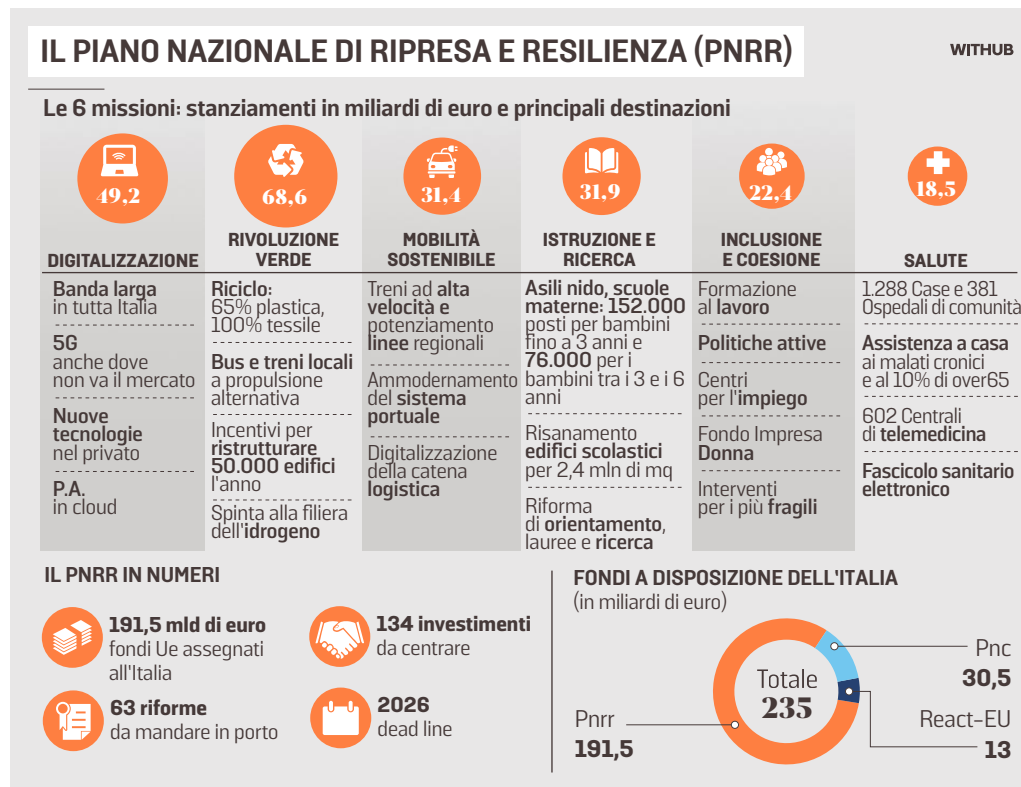 IL PIANO NAZIONALE DI RIPRESA E RESILIENZA (PNRR)
WITHUB
Le 6 missioni: stanziamenti in miliardi di euro e principali destinazioni
49,2
DIGITALIZZAZIONE
Banda larga
in tutta Italia
5G
anche dove
non va il mercato
Nuove
tecnologie
nel privato
P.A.
in cloud
68,6
RIVOLUZIONE
VERDE
Riciclo:
65% plastica,
100% tessile
Bus e treni locali
a propulsione
alternativa
Incentivi per
ristrutturare
50.000 edifici
l'anno
Spinta alla filiera
dell'idrogeno
31,4
MOBILITÀ
SOSTENIBILE
Treni ad alta
velocità e
potenziamento
linee regionali
Ammodernamento
del sistema
portuale
Digitalizzazione
della catena
logistica
31,9
ISTRUZIONE E
RICERCA
Asili nido, scuole
materne: 152.000
posti per bambini
fino a 3 anni e
76.000 per i
bambini tra i 3 e i 6
anni
Risanamento
edifici scolastici
per 2,4 mln di mq
Riforma
di orientamento,
lauree e ricerca
22,4
INCLUSIONE
E COESIONE
Formazione
al lavoro
Politiche attive
Centri
per l'impiego
Fondo Impresa
Donna
Interventi
per i più fragili
18,5
SALUTE
1.288 Case e 381
Ospedali di comunità
Assistenza a casa
ai malati cronici
e al 10% di over65
602 Centrali
di telemedicina
Fascicolo sanitario
elettronico
IL PNRR IN NUMERI
191,5 mld di euro
fondi Ue assegnati
all'Italia
134 investimenti
da centrare
63 riforme
da mandare in porto
2026
dead line
FONDI A DISPOSIZIONE DELL'ITALIA
(in miliardi di euro)
Totale
235
Pnc
30,5
React-EU
13
Pnrr
191,5